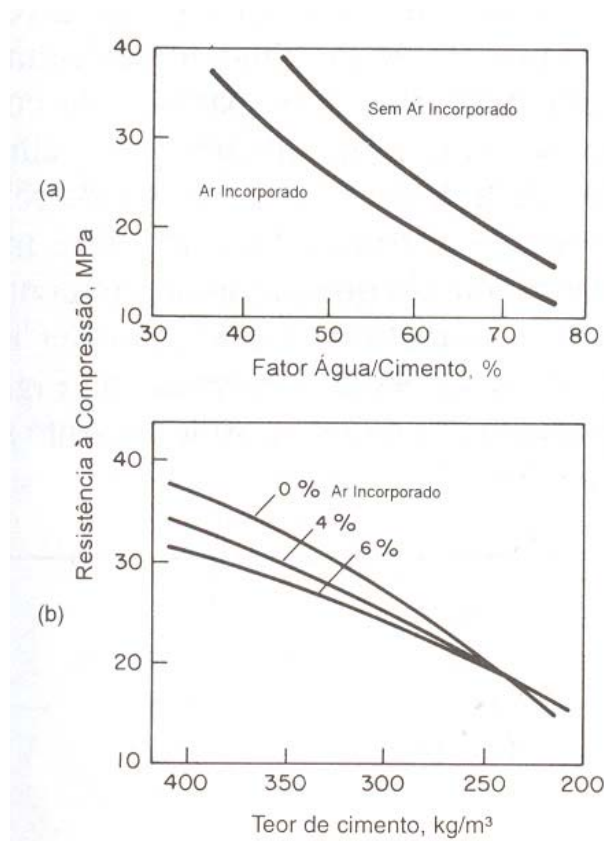 (a)
Resistência à Compressão, MPa
40
30
20
10
Sem Ar Incorporado
Ar Incorporado
30 40 50 60 70 80
Fator Água/Cimento, %
(b)
40
30
20
10
0 % Ar Incorporado
4 %
6 %
400 350 300 250 200
Teor de cimento, kg/m³